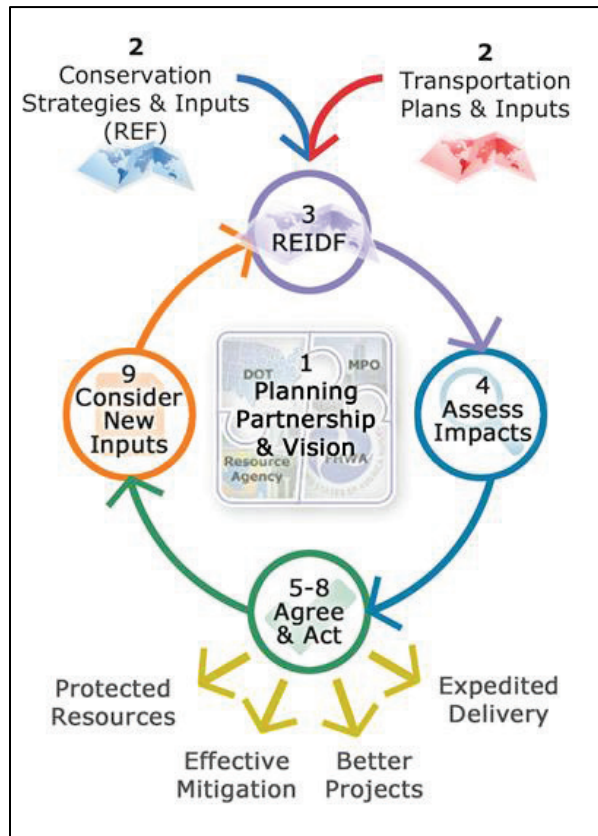 2
Conservation
Strategies & Inputs
(REF)
2
Transportation
Plans & Inputs
3
REIDF
9
Consider
New
Inputs
DOT
MPO
1
Planning
Partnership
& Vision
Resource
Agency
FHWA
4
Assess
Impacts
5-8
Agree
& Act
Protected
Resources
Effective
Mitigation
Better
Projects
Expedited
Delivery